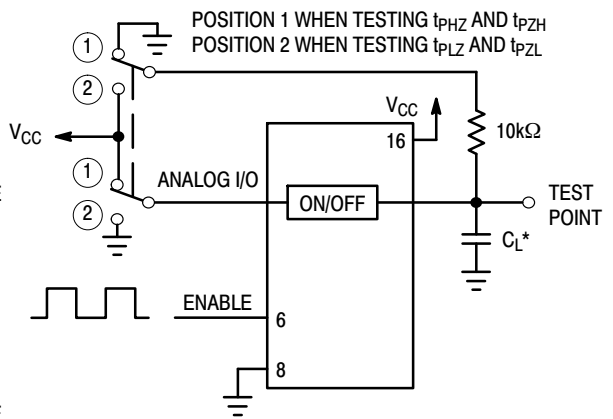 POSITION 1 WHEN TESTING tPHZ AND tPZH
POSITION 2 WHEN TESTING tPLZ AND tPZL
1
2
VCC
VCC
16
10kΩ
1
2
ANALOG I/O
ON/OFF
TEST
POINT
CL*
ENABLE
6
8